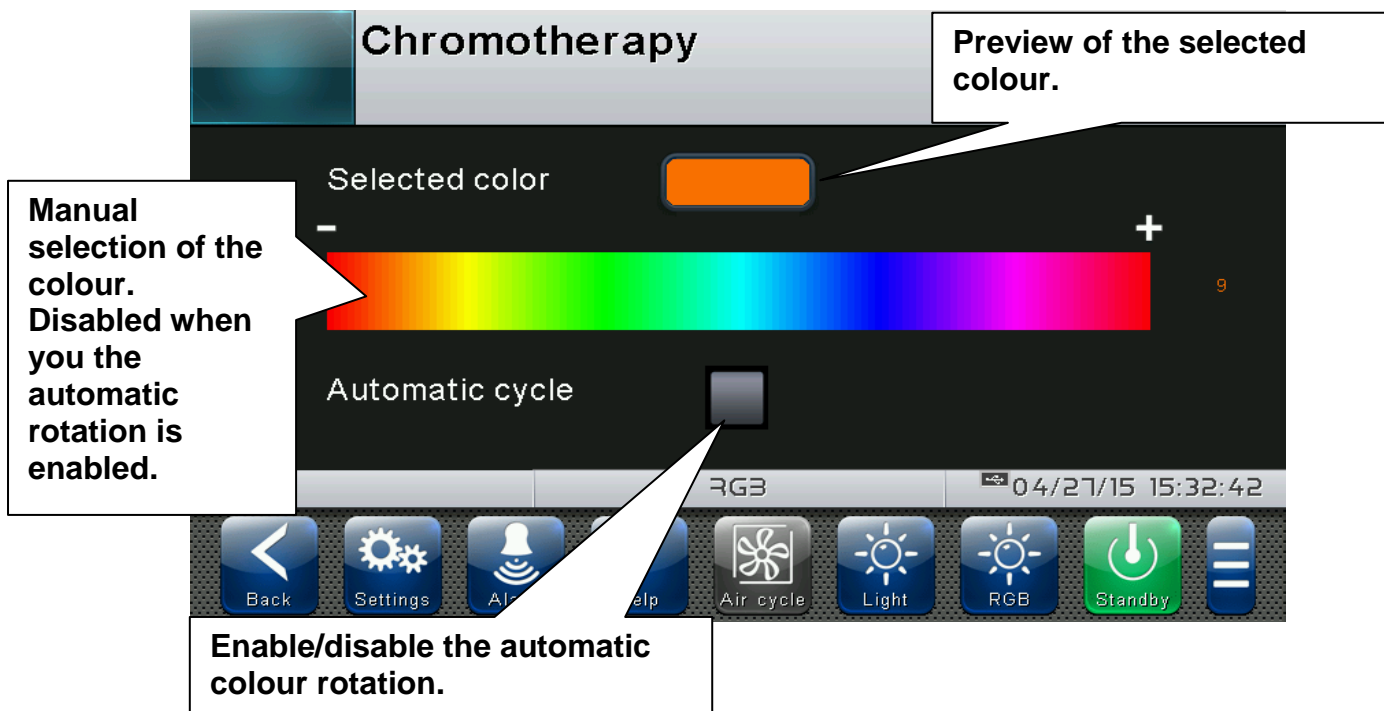 Chromotherapy
Preview of the selected
colour.
Selected color
Manual
selection of the
colour.
Disabled when
you the
automatic
rotation is
enabled.
-
+
9
Automatic cycle
RGB
04/27/15 15:32:42
Back
Settings
Air cycle
Light
RGB
Standby
Enable/disable the automatic
colour rotation.